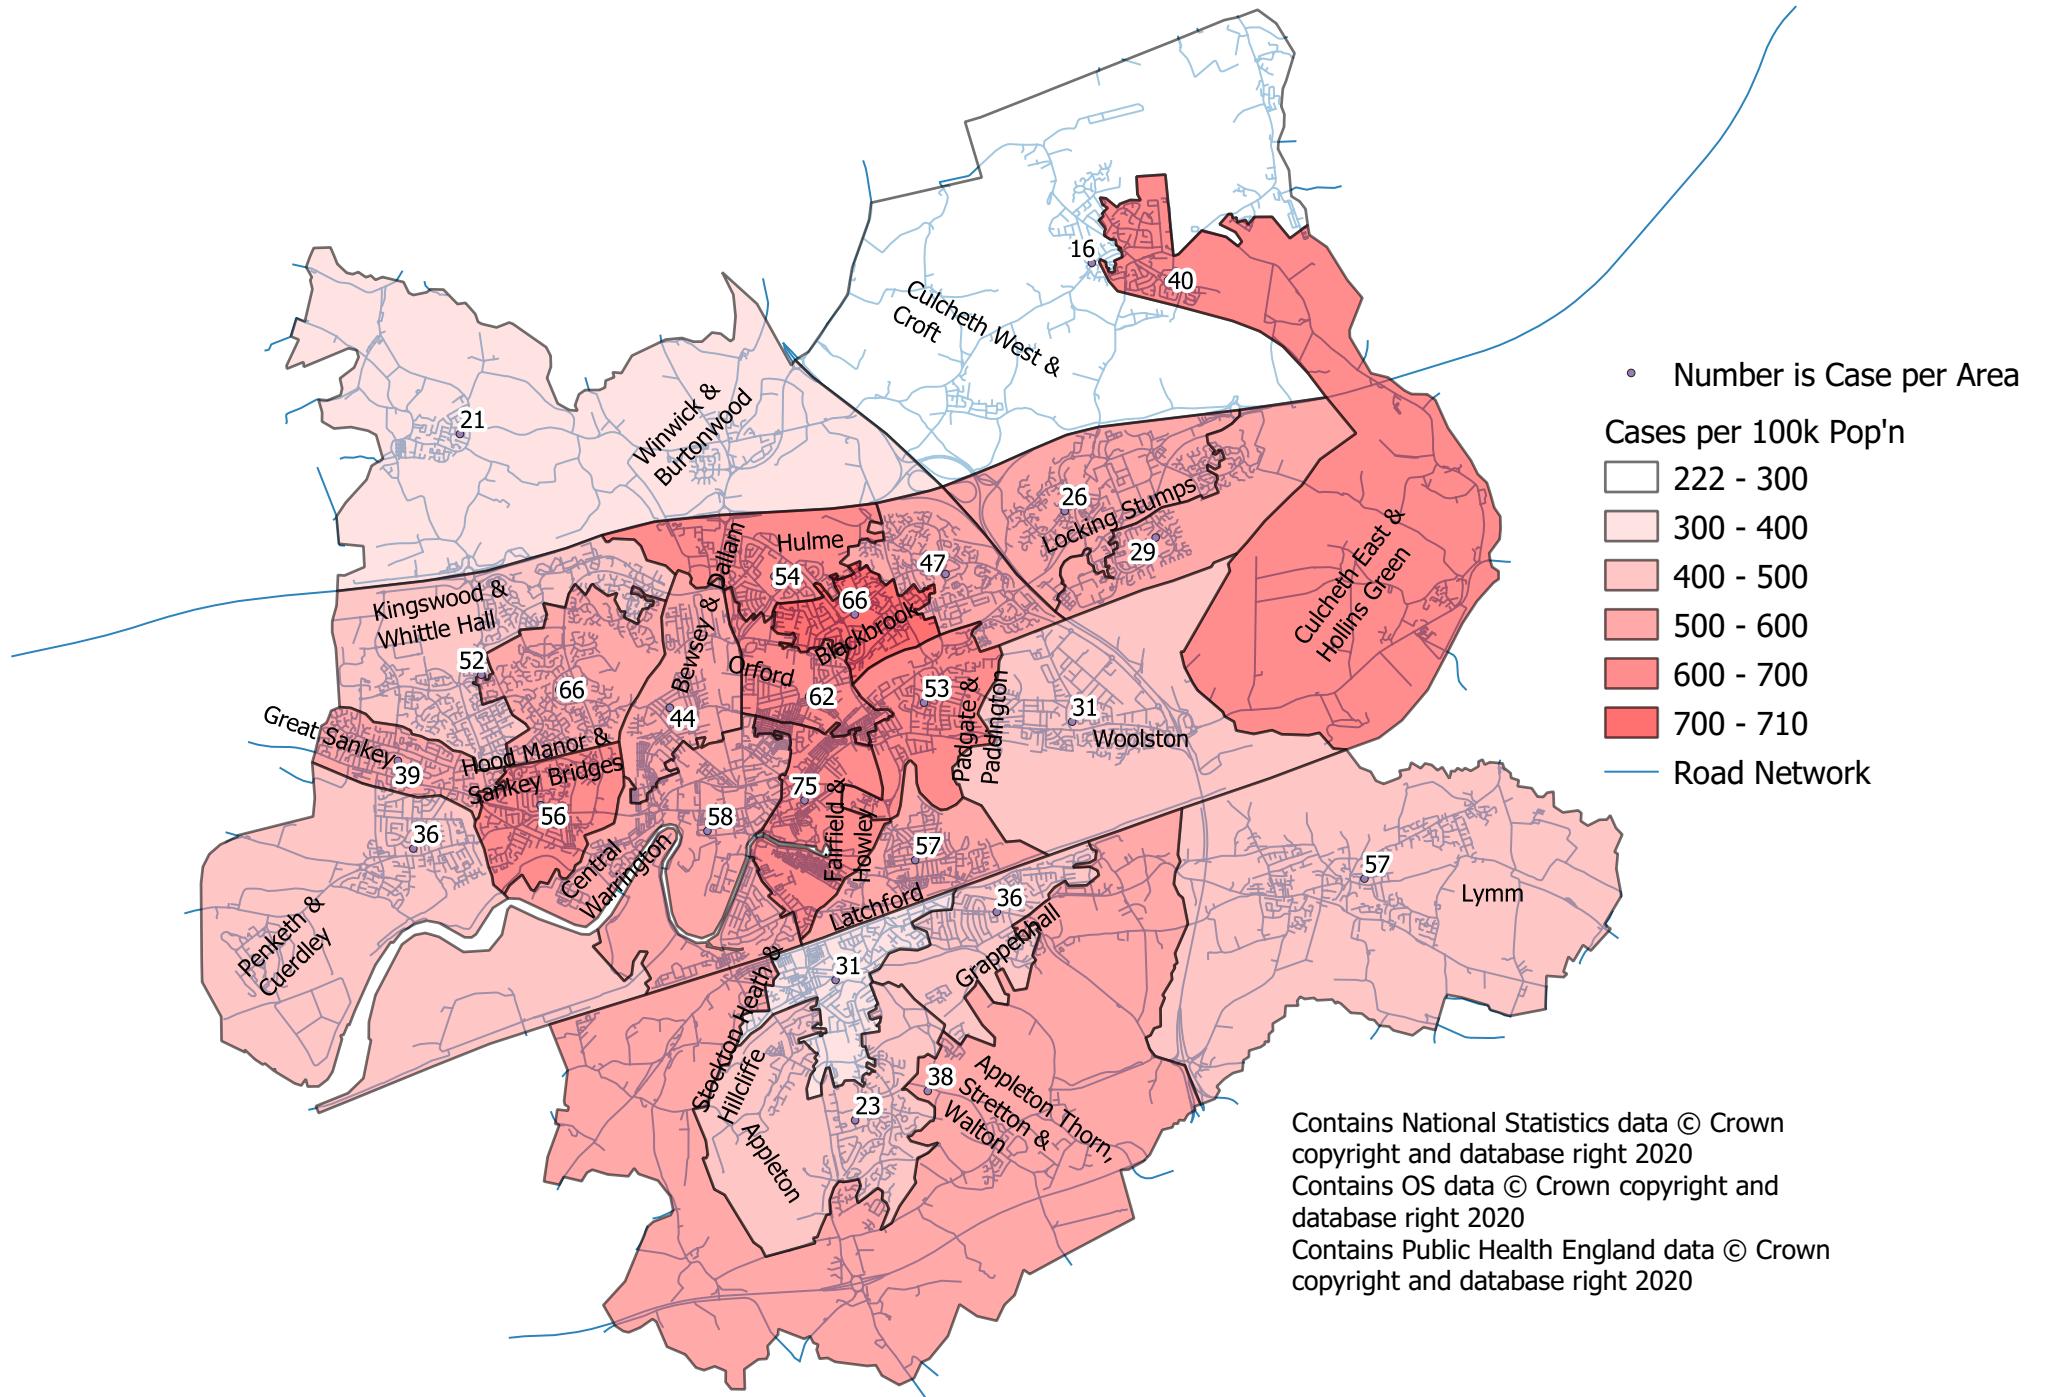 16
40
Culcheth West &
Croft
21
Winwick &
Burtonwood
26
Locking Stumps
29
Culcheth East &
Hollins Green
Hulme
54
47
66
Blackbrook
Bewsey & Dallam
Kingswood &
Whittle Hall
52
66
Orford
62
53
Padgate &
Paddington
31
Woolston
44
Great Sankey
39
Hood Manor &
Sankey Bridges
56
36
58
75
Fairfield &
Howley
57
Central
Warrington
Latchford
Penketh &
Cuerdley
57
Lymm
36
Grappenhall
31
Stockton Heath &
Hillcliffe
38
23
Appleton
Appleton Thorn,
Stretton &
Walton
Number is Case per Area
Cases per 100k Pop'n
222 - 300
300 - 400
400 - 500
500 - 600
600 - 700
700 - 710
Road Network
Contains National Statistics data © Crown
copyright and database right 2020
Contains OS data © Crown copyright and
database right 2020
Contains Public Health England data © Crown
copyright and database right 2020